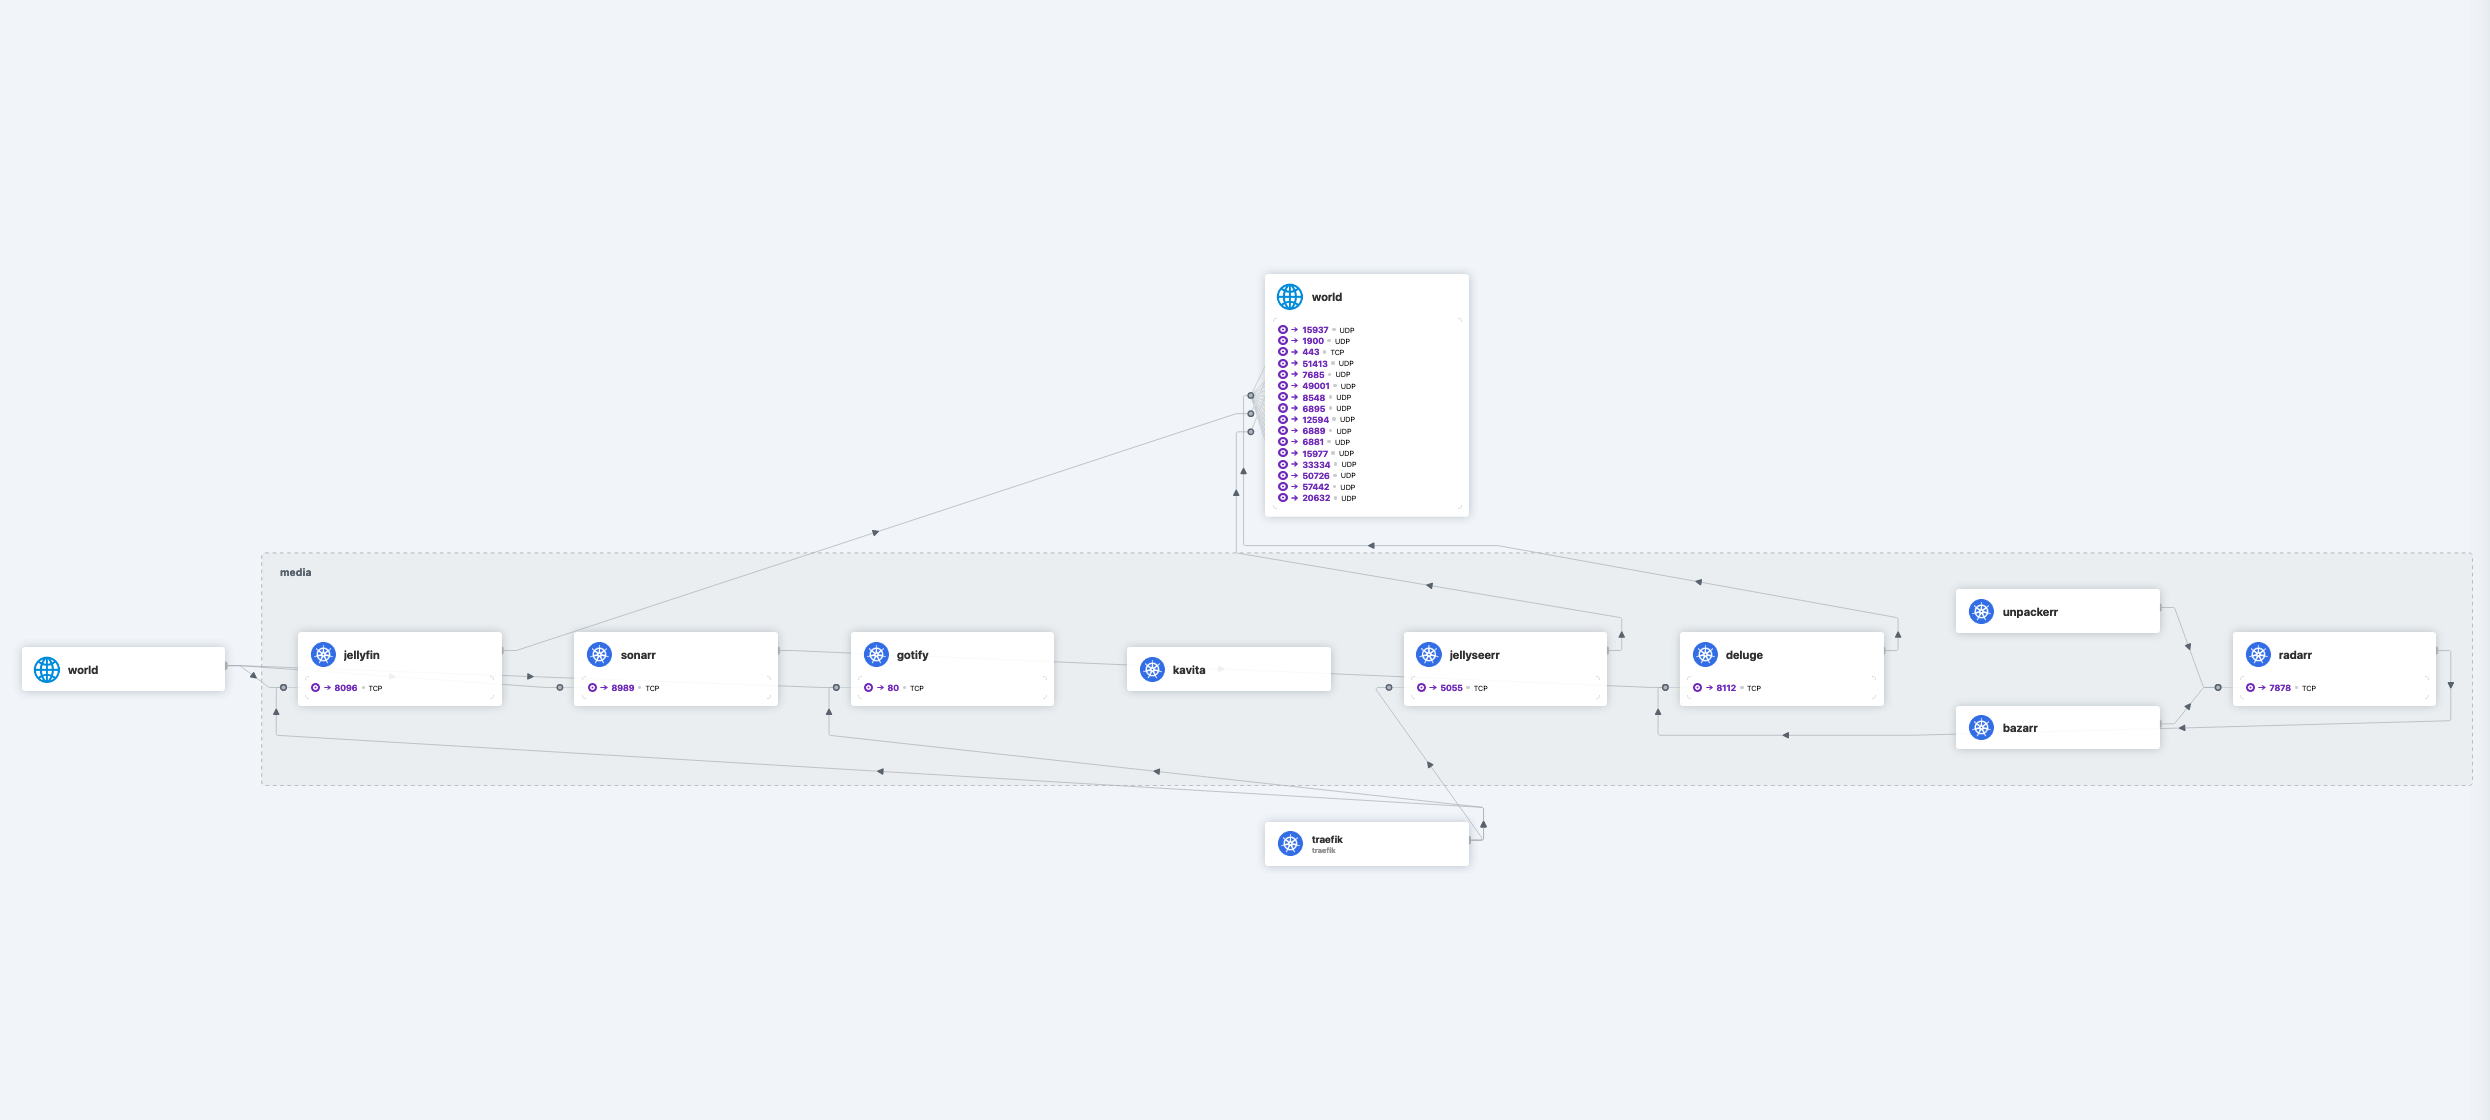 world
→ 15937 • UDP
→ 1900 • UDP
→ 443 • TCP
→ 51413 • UDP
→ 7685 • UDP
→ 49001 • UDP
→ 8548 • UDP
→ 6895 • UDP
→ 12594 • UDP
→ 6889 • UDP
→ 6881 • UDP
→ 15977 • UDP
→ 33334 • UDP
→ 50726 • UDP
→ 57442 • UDP
→ 20632 • UDP
media
world
jellyfin
→ 8096 • TCP
sonarr
→ 8989 • TCP
gotify
→ 80 • TCP
kavita
jellyseerr
→ 5055 • TCP
deluge
→ 8112 • TCP
unpackerr
bazarr
radarr
→ 7878 • TCP
traefik
traefik